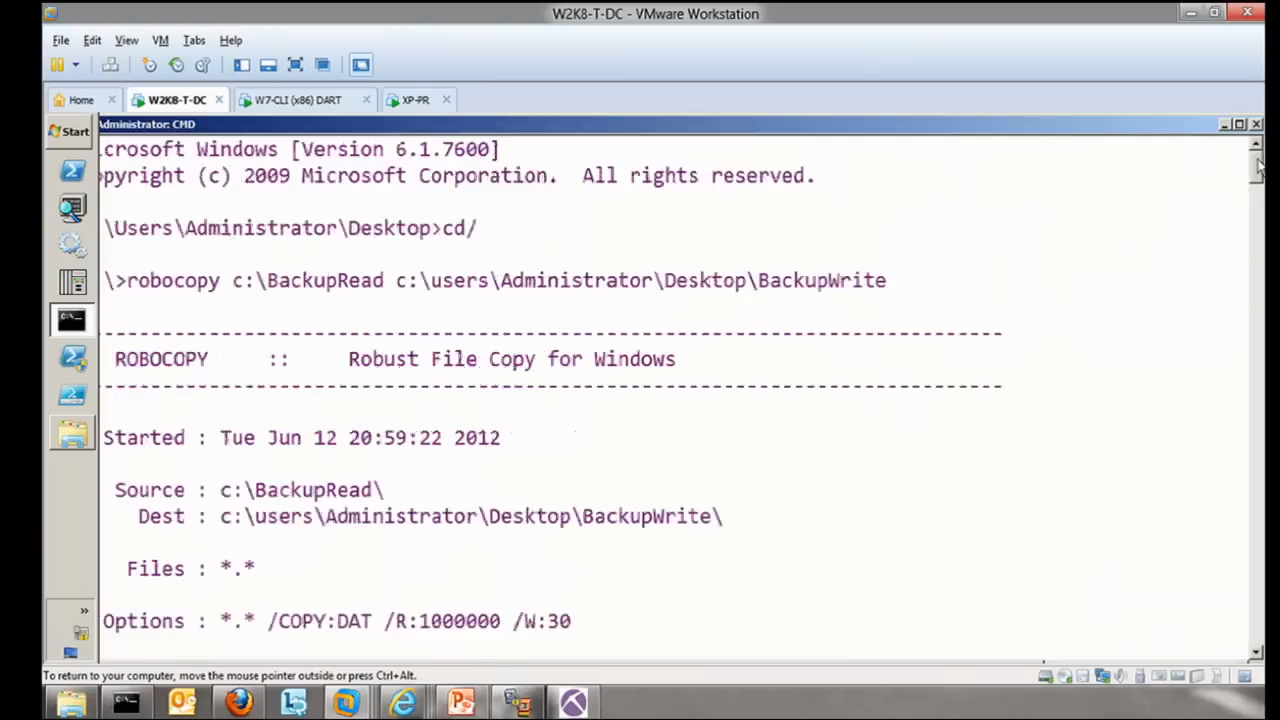 W2K8-T-DC - VMware Workstation
File Edit View VM Tabs Help
Home W2K8-T-DC W7-CLI (x86) DART XP-PR
Start
Administrator: CMD
crosoft Windows [Version 6.1.7600]
opyright (c) 2009 Microsoft Corporation. All rights reserved.
\Users\Administrator\Desktop>cd/
\>robocopy c:\BackupRead c:\users\Administrator\Desktop\BackupWrite
-------------------------------------------------------------------------------
ROBOCOPY :: Robust File Copy for Windows
-------------------------------------------------------------------------------
Started : Tue Jun 12 20:59:22 2012
Source : c:\BackupRead\
Dest : c:\users\Administrator\Desktop\BackupWrite\
Files : *.*
Options : *.* /COPY:DAT /R:1000000 /W:30
To return to your computer, move the mouse pointer outside or press Ctrl+Alt.